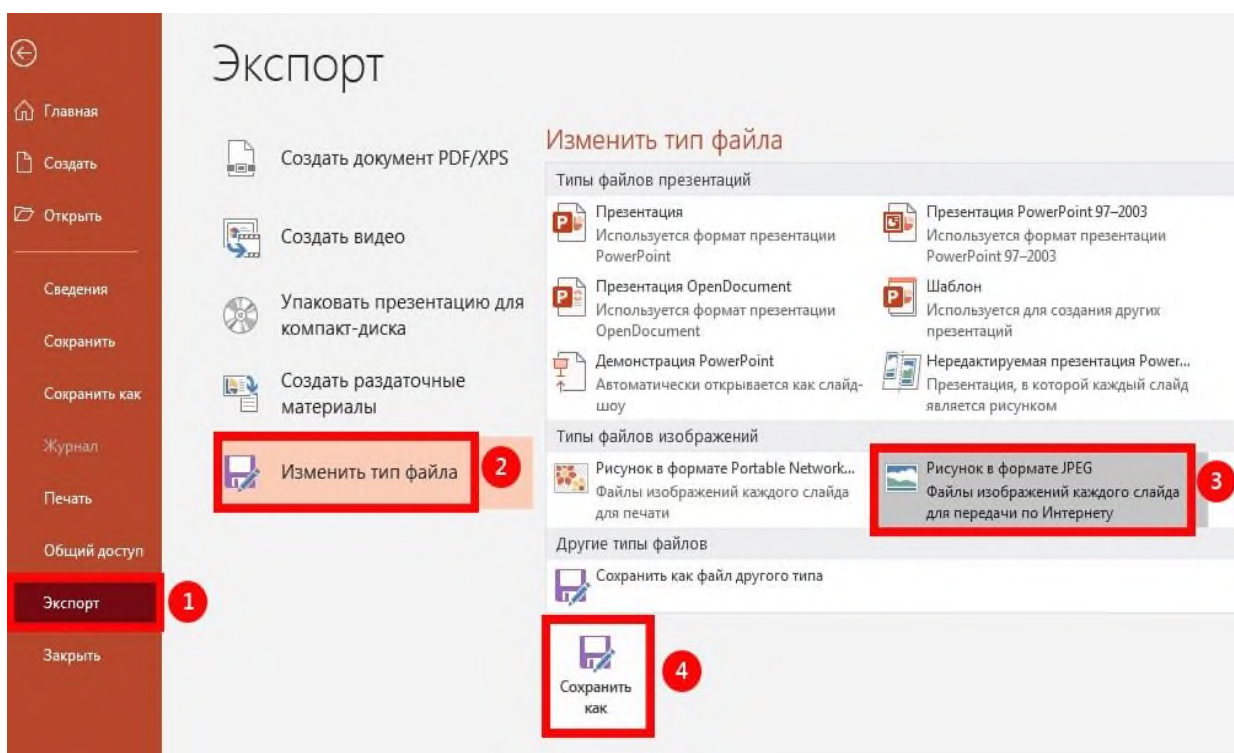 Экспорт
Главная
Создать
Открыть
Сведения
Сохранить
Сохранить как
Журнал
Печать
Общий доступ
Экспорт
1
Закрыть
Создать документ PDF/XPS
Создать видео
Упаковать презентацию для
компакт-диска
Создать раздаточные
материалы
Изменить тип файла
2
Изменить тип файла
Типы файлов презентаций
Презентация
Используется формат презентации
PowerPoint
Презентация PowerPoint 97–2003
Используется формат презентации
PowerPoint 97–2003
Презентация OpenDocument
Используется формат презентации
OpenDocument
Шаблон
Используется для создания других
презентаций
Демонстрация PowerPoint
Автоматически открывается как слайд-
шоу
Нередактируемая презентация Power...
Презентация, в которой каждый слайд
является рисунком
Типы файлов изображений
Рисунок в формате Portable Network...
Файлы изображений каждого слайда
для печати
Рисунок в формате JPEG
Файлы изображений каждого слайда
для передачи по Интернету
3
Другие типы файлов
Сохранить как файл другого типа
Сохранить
как
4